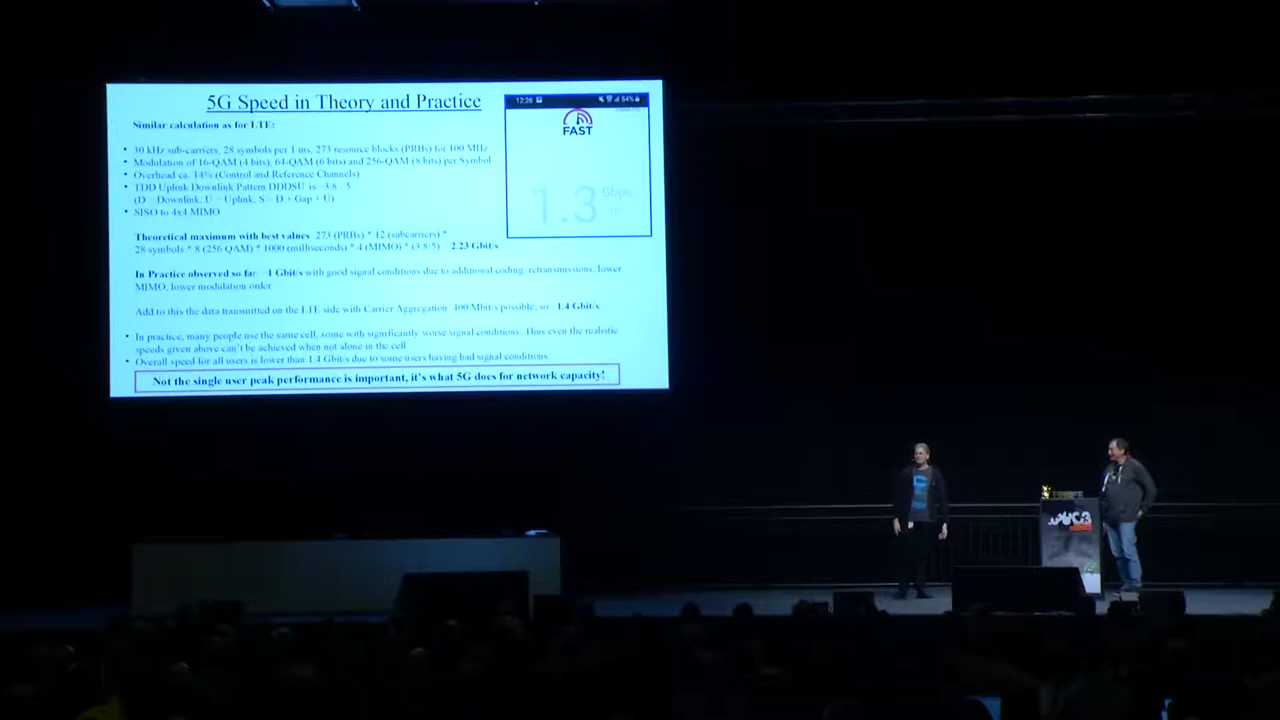 5G Speed in Theory and Practice
Similar calculation as for LTE:
• 30 kHz sub-carriers, 28 symbols per 1 ms, 273 resource blocks (PRBs) for 100 MHz
• Modulation of 16-QAM (4 bits), 64-QAM (6 bits) and 256-QAM (8 bits) per Symbol
• Overhead ca. 14% (Control and Reference Channels)
• TDD Uplink Downlink Pattern DDDSU is 3.8 : 5
(D = Downlink, U = Uplink, S = D + Gap + U)
• SISO to 4x4 MIMO
Theoretical maximum with best values 273 (PRBs) * 12 (subcarriers) *
28 symbols * 8 (256 QAM) * 1000 (milliseconds) * 4 (MIMO) * (3.8/5) 2.23 Gbit/s
In Practice observed so far: 1 Gbit/s with good signal conditions due to additional coding, retransmissions, lower
MIMO, lower modulation order
Add to this the data transmitted on the LTE side with Carrier Aggregation 400 Mbit/s possible, so 1.4 Gbit/s
• In practice, many people use the same cell, some with significantly worse signal conditions. Thus even the realistic
speeds given above can't be achieved when not alone in the cell
• Overall speed for all users is lower than 1.4 Gbit/s due to some users having bad signal conditions.
Not the single user peak performance is important, it's what 5G does for network capacity!
12:26
54%
FAST
1.3 Gbps